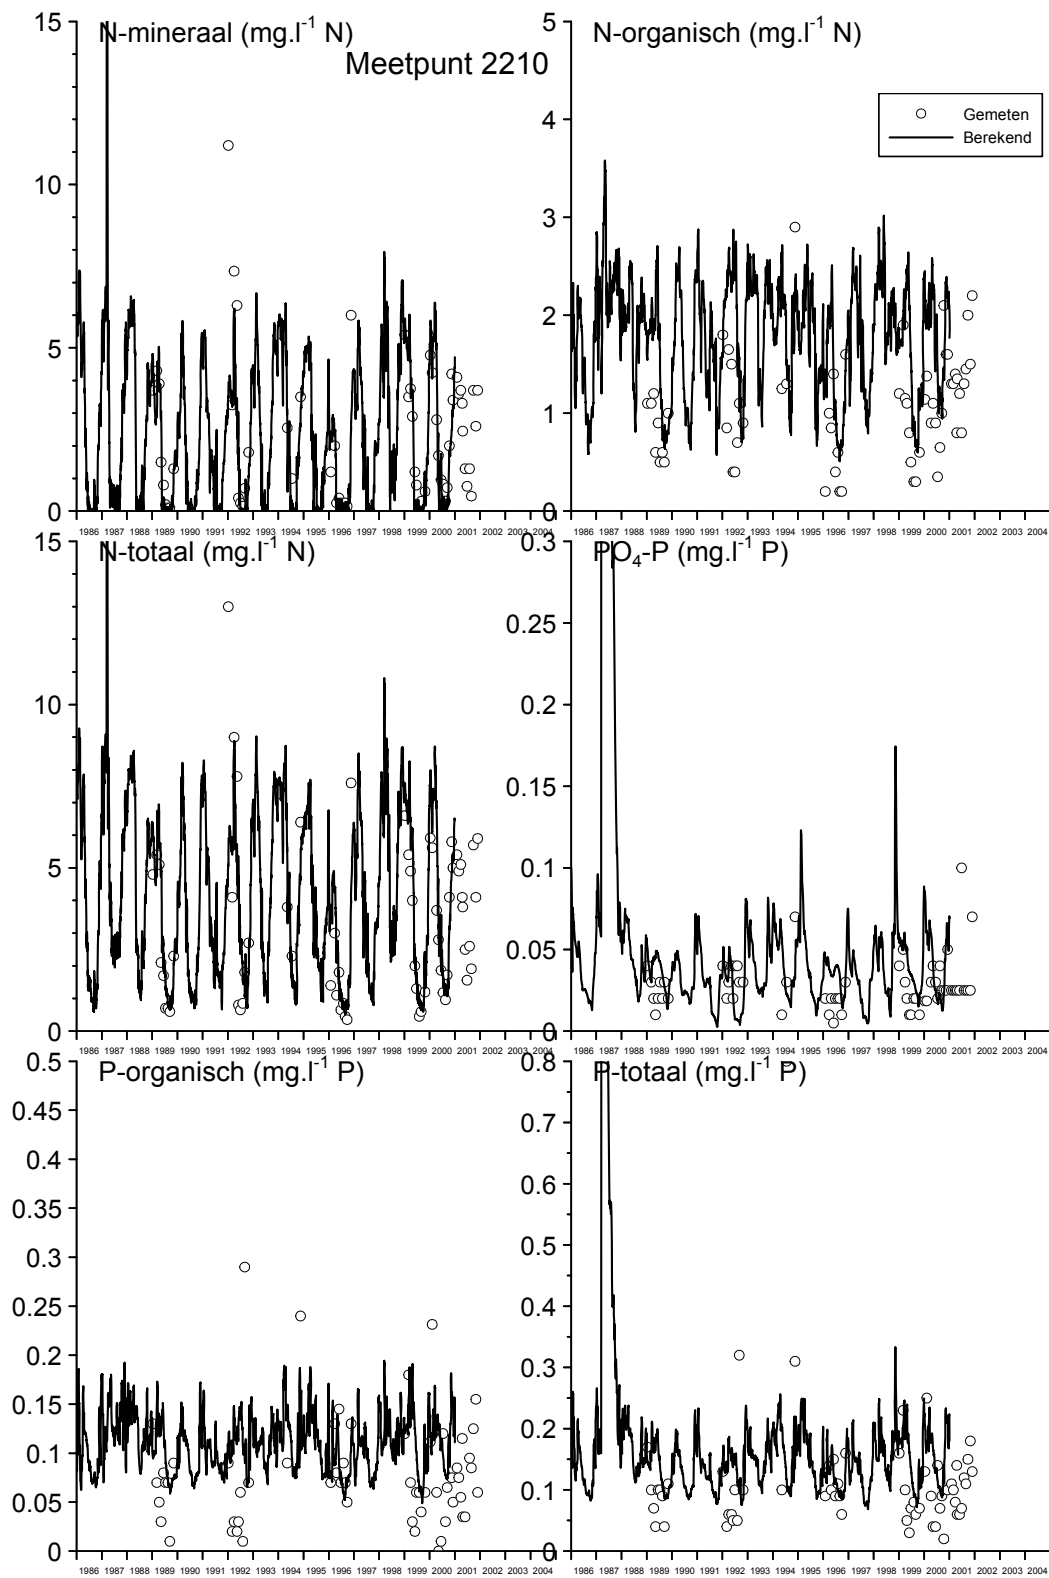 N-mineraal (mg.l-1 N)
N-organisch (mg.l-1 N)
Meetpunt 2210
Gemeten
Berekend
15
10
5
0
5
4
3
2
1
0
1986 1987 1988 1989 1990 1991 1992 1993 1994 1995 1996 1997 1998 1999 2000 2001 2002 2003 2004
1986 1987 1988 1989 1990 1991 1992 1993 1994 1995 1996 1997 1998 1999 2000 2001 2002 2003 2004
N-totaal (mg.l-1 N)
PO4-P (mg.l-1 P)
15
10
5
0
0.3
0.25
0.2
0.15
0.1
0.05
0
1986 1987 1988 1989 1990 1991 1992 1993 1994 1995 1996 1997 1998 1999 2000 2001 2002 2003 2004
1986 1987 1988 1989 1990 1991 1992 1993 1994 1995 1996 1997 1998 1999 2000 2001 2002 2003 2004
P-organisch (mg.l-1 P)
P-totaal (mg.l-1 P)
0.5
0.45
0.4
0.35
0.3
0.25
0.2
0.15
0.1
0.05
0
0.8
0.7
0.6
0.5
0.4
0.3
0.2
0.1
0
1986 1987 1988 1989 1990 1991 1992 1993 1994 1995 1996 1997 1998 1999 2000 2001 2002 2003 2004
1986 1987 1988 1989 1990 1991 1992 1993 1994 1995 1996 1997 1998 1999 2000 2001 2002 2003 2004